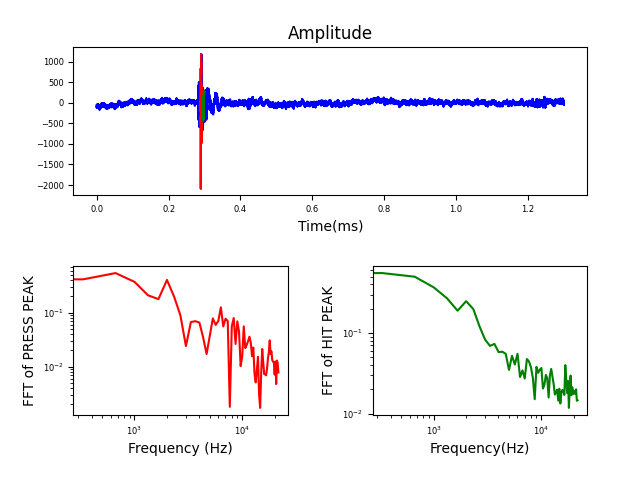 Amplitude
1000
500
0
−500
−1000
−1500
−2000
0.0 0.2 0.4 0.6 0.8 1.0 1.2
Time(ms)
FFT of PRESS PEAK
10⁻¹
10⁻²
10³ 10⁴
Frequency (Hz)
FFT of HIT PEAK
10⁻¹
10⁻²
10³ 10⁴
Frequency(Hz)